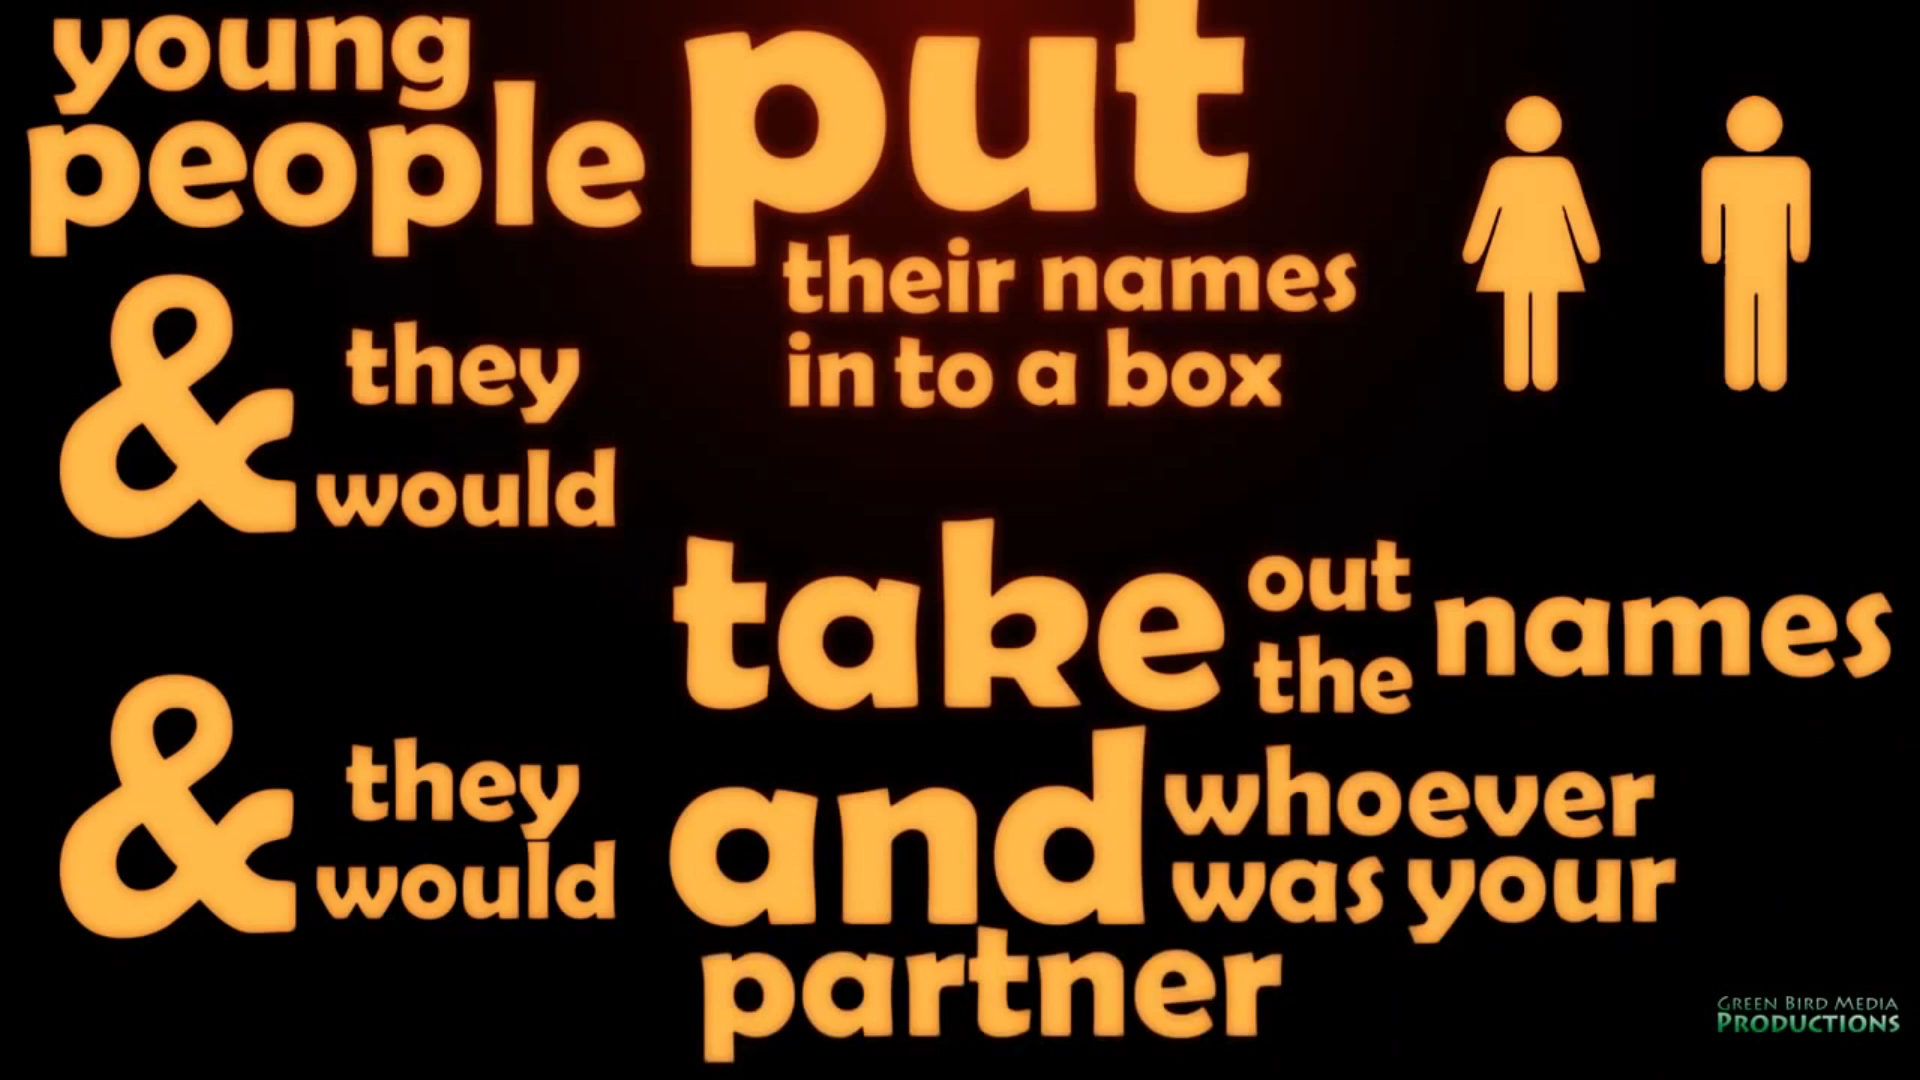 young
people
put
their names
in to a box
& they
would
take
out
the
names
& they
would
and
whoever
was your
partner
GREEN BIRD MEDIA
PRODUCTIONS